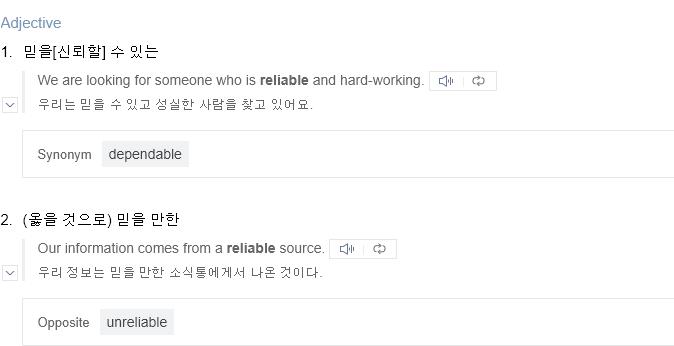 Adjective
1. 믿을[신뢰할] 수 있는
We are looking for someone who is reliable and hard-working.
우리는 믿을 수 있고 성실한 사람을 찾고 있어요.
Synonym dependable
2. (옳을 것으로) 믿을 만한
Our information comes from a reliable source.
우리 정보는 믿을 만한 소식통에게서 나온 것이다.
Opposite unreliable